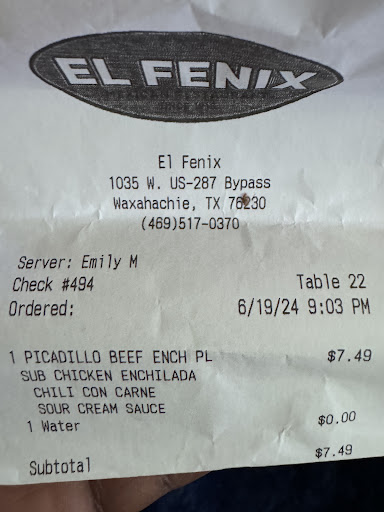 EL FENIX
El Fenix
1035 W. US-287 Bypass
Waxahachie, TX 76230
(469)517-0370
Server: Emily M
Check #494 Table 22
Ordered: 6/19/24 9:03 PM
1 PICADILLO BEEF ENCH PL $7.49
SUB CHICKEN ENCHILADA
CHILI CON CARNE
SOUR CREAM SAUCE
1 Water $0.00
Subtotal $7.49